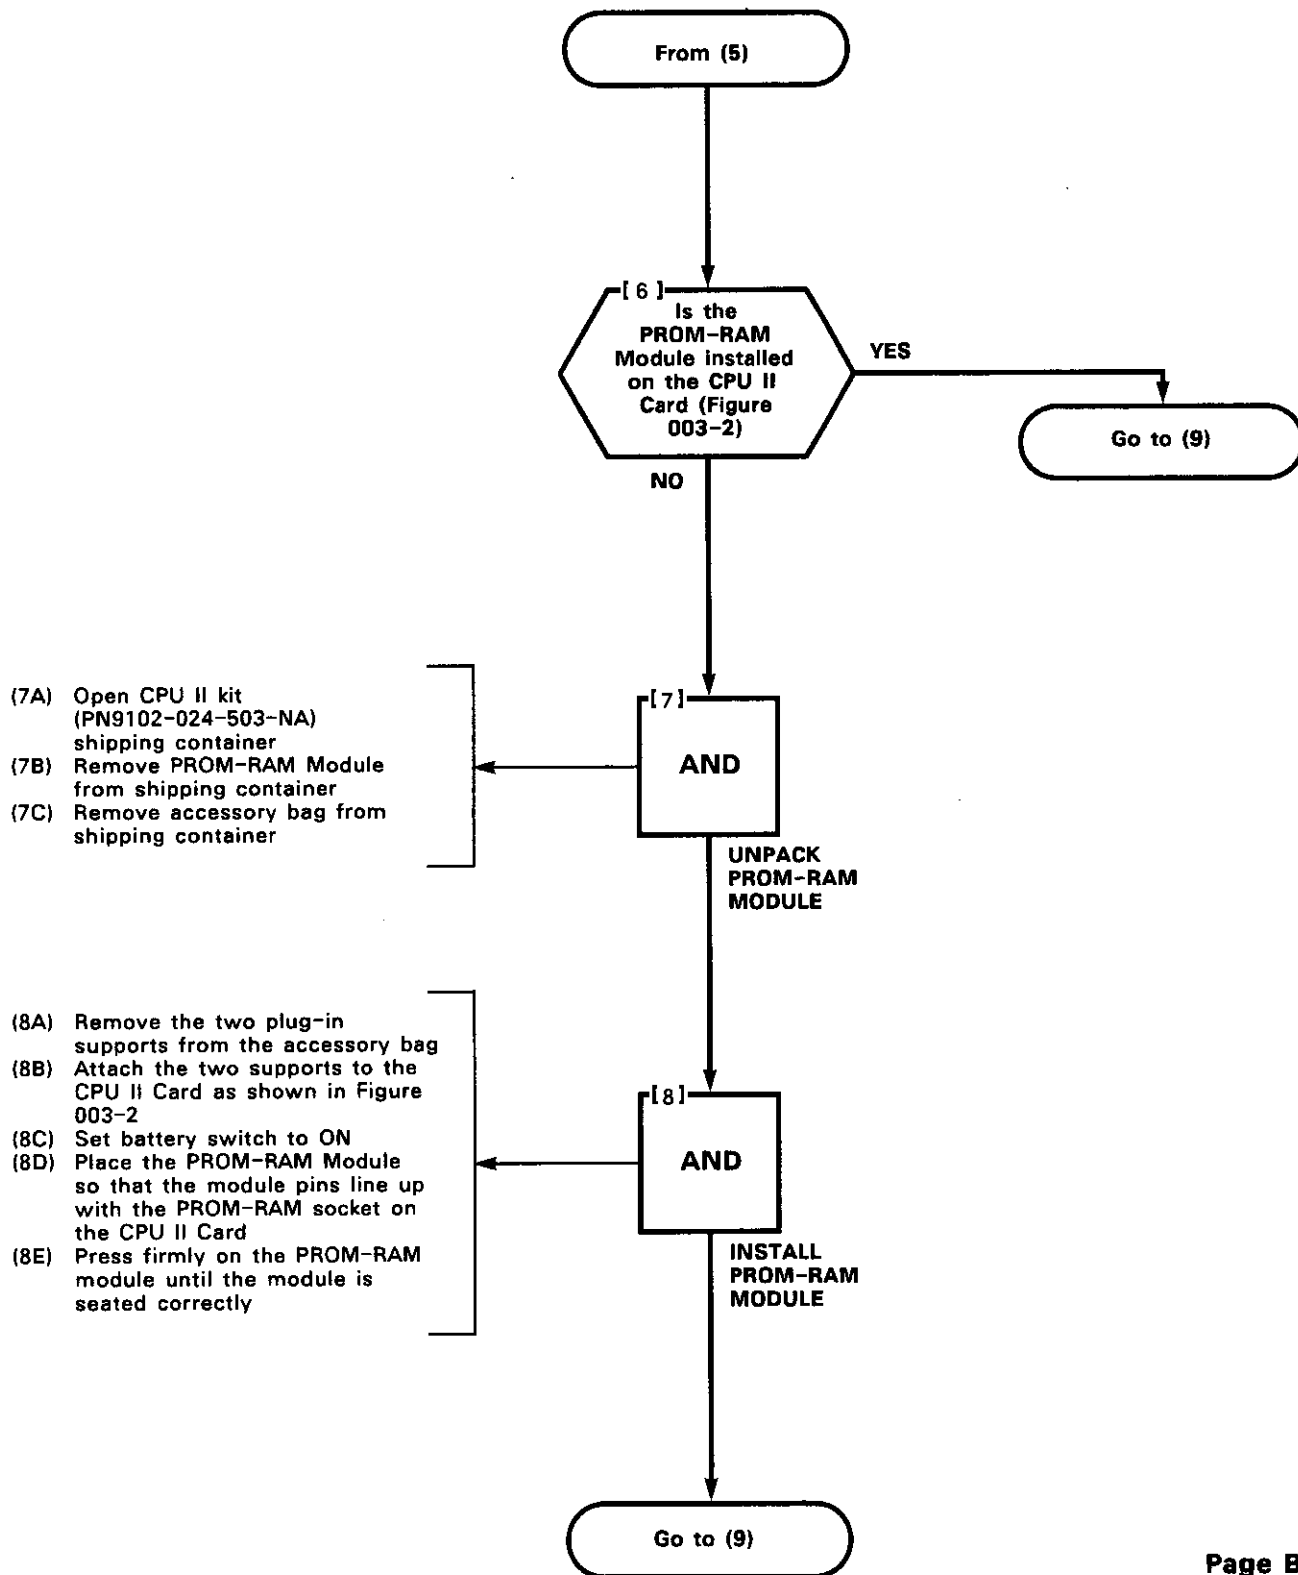 From (5)
[ 6 ]
Is the
PROM-RAM
Module installed
on the CPU II
Card (Figure
003-2)
YES
Go to (9)
NO
(7A) Open CPU II kit
(PN9102-024-503-NA)
shipping container
(7B) Remove PROM-RAM Module
from shipping container
(7C) Remove accessory bag from
shipping container
[7]
AND
UNPACK
PROM-RAM
MODULE
(8A) Remove the two plug-in
supports from the accessory bag
(8B) Attach the two supports to the
CPU II Card as shown in Figure
003-2
(8C) Set battery switch to ON
(8D) Place the PROM-RAM Module
so that the module pins line up
with the PROM-RAM socket on
the CPU II Card
(8E) Press firmly on the PROM-RAM
module until the module is
seated correctly
[8]
AND
INSTALL
PROM-RAM
MODULE
Go to (9)
Page B